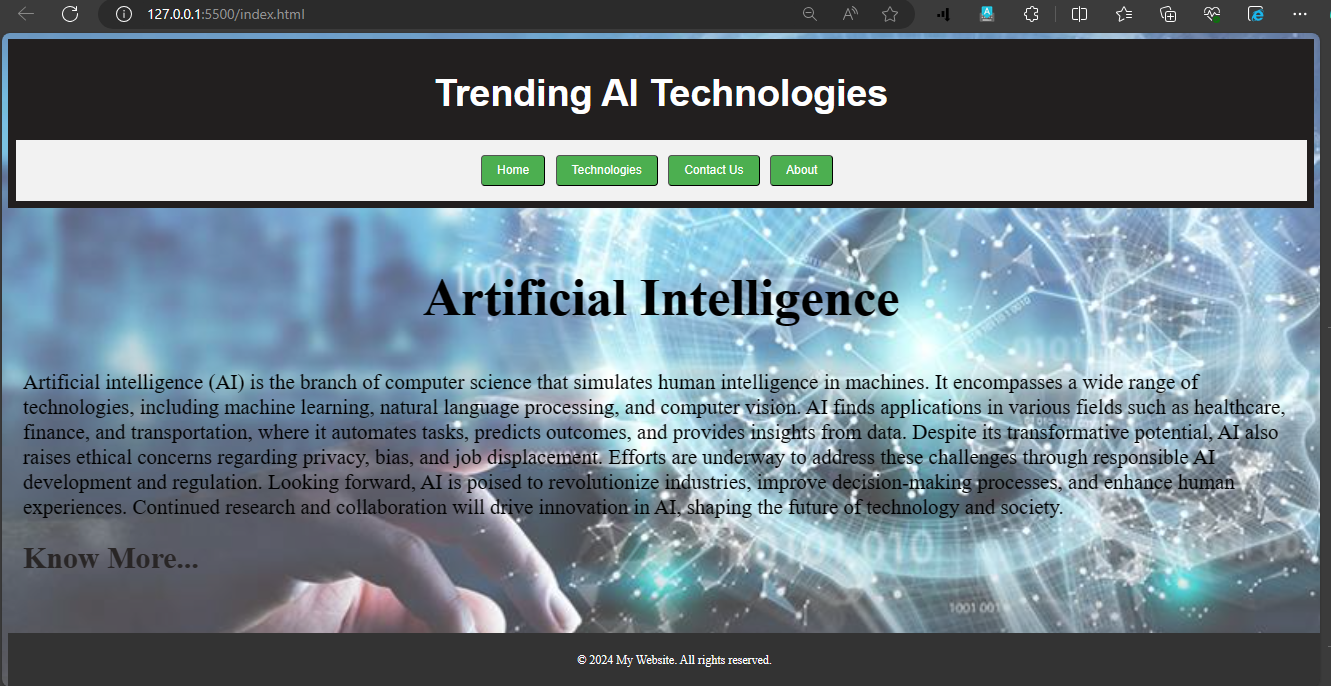 127.0.0.1:5500/index.html
Trending AI Technologies
Home Technologies Contact Us About
Artificial Intelligence
Artificial intelligence (AI) is the branch of computer science that simulates human intelligence in machines. It encompasses a wide range of
technologies, including machine learning, natural language processing, and computer vision. AI finds applications in various fields such as healthcare,
finance, and transportation, where it automates tasks, predicts outcomes, and provides insights from data. Despite its transformative potential, AI also
raises ethical concerns regarding privacy, bias, and job displacement. Efforts are underway to address these challenges through responsible AI
development and regulation. Looking forward, AI is poised to revolutionize industries, improve decision-making processes, and enhance human
experiences. Continued research and collaboration will drive innovation in AI, shaping the future of technology and society.
Know More...
1001 001
© 2024 My Website. All rights reserved.